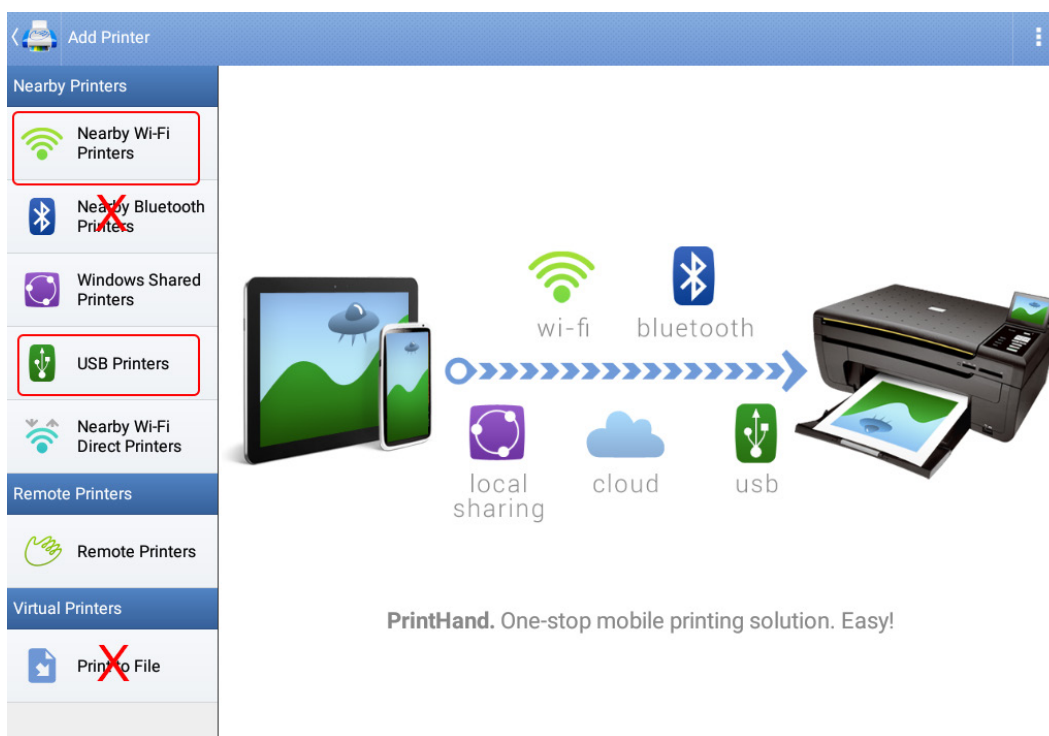 Add Printer
Nearby Printers
Nearby Wi-Fi
Printers
Nearby Bluetooth
Printers
Windows Shared
Printers
USB Printers
Nearby Wi-Fi
Direct Printers
Remote Printers
Remote Printers
Virtual Printers
Print to File
wi-fi
bluetooth
local
sharing
cloud
usb
PrintHand. One-stop mobile printing solution. Easy!
X
X